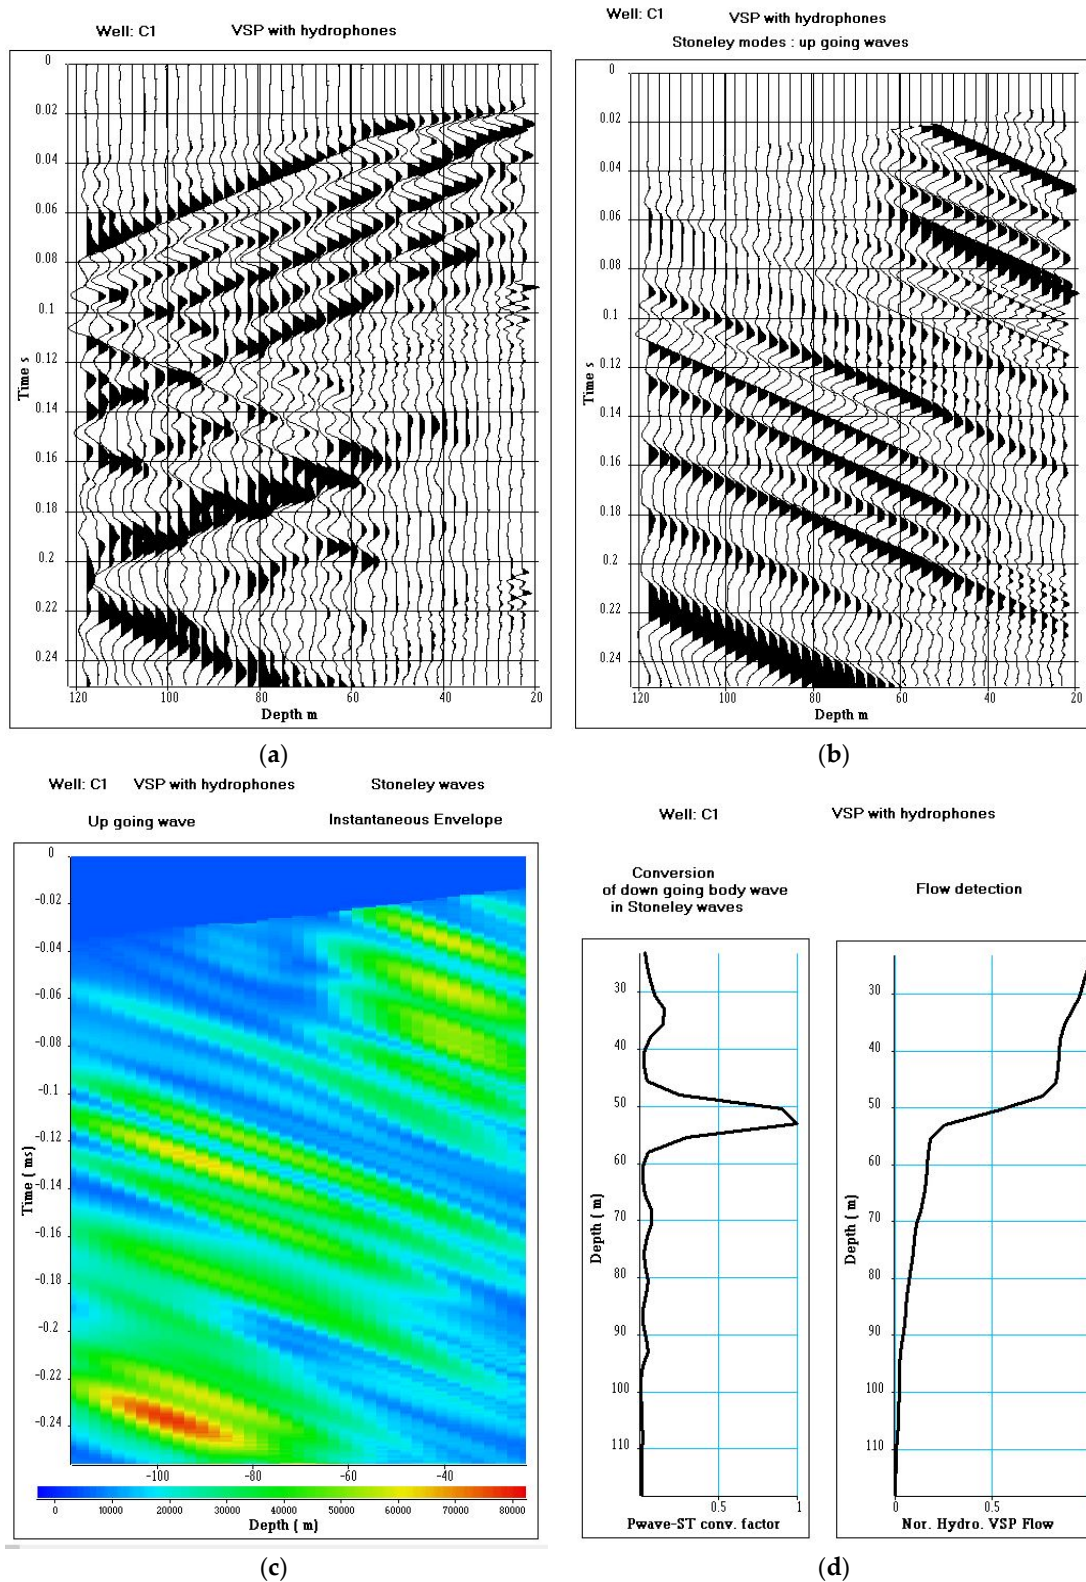 Well: C1 VSP with hydrophones
0
0.02
0.04
0.06
0.08
0.1
0.12
0.14
0.16
0.18
0.2
0.22
0.24
Time s
120 100 80 60 40 20
Depth m
(a)
Well: C1 VSP with hydrophones
Stoneley modes : up going waves
0
0.02
0.04
0.06
0.08
0.1
0.12
0.14
0.16
0.18
0.2
0.22
0.24
Time s
120 100 80 60 40 20
Depth m
(b)
Well: C1 VSP with hydrophones Stoneley waves
Up going wave Instantaneous Envelope
0
-0.02
-0.04
-0.06
-0.08
-0.1
-0.12
-0.14
-0.16
-0.18
-0.2
-0.22
-0.24
Time ( ms)
-100 -80 -60 -40
0 10000 20000 30000 40000 50000 60000 70000 80000
Depth ( m)
(c)
Well: C1 VSP with hydrophones
Conversion
of down going body wave
in Stoneley waves
30
40
50
60
70
80
90
100
110
Depth ( m)
0.5 1
Pwave-ST conv. factor
Flow detection
30
40
50
60
70
80
90
100
110
Depth ( m)
0 0.5
Nor. Hydro. VSP Flow
(d)